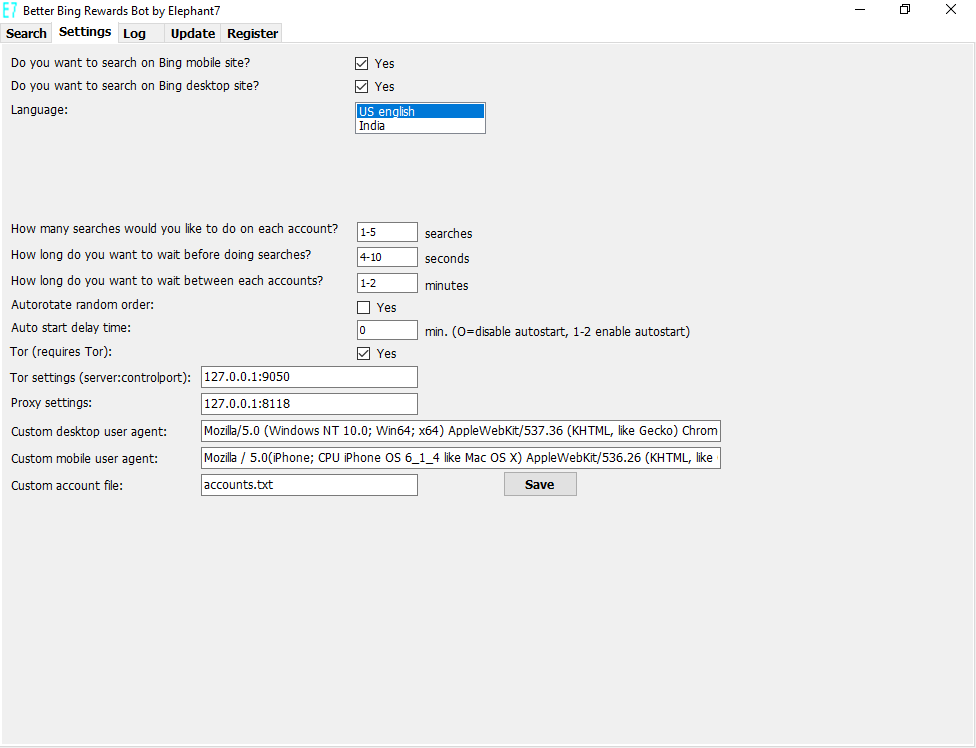 E7 Better Bing Rewards Bot by Elephant7
Search Settings Log Update Register
Do you want to search on Bing mobile site? Yes
Do you want to search on Bing desktop site? Yes
Language: US english
India
How many searches would you like to do on each account? 1-5 searches
How long do you want to wait before doing searches? 4-10 seconds
How long do you want to wait between each accounts? 1-2 minutes
Autorotate random order: Yes
Auto start delay time: 0 min. (O=disable autostart, 1-2 enable autostart)
Tor (requires Tor): Yes
Tor settings (server:controlport): 127.0.0.1:9050
Proxy settings: 127.0.0.1:8118
Custom desktop user agent: Mozilla/5.0 (Windows NT 10.0; Win64; x64) AppleWebKit/537.36 (KHTML, like Gecko) Chrom
Custom mobile user agent: Mozilla / 5.0(iPhone; CPU iPhone OS 6_1_4 like Mac OS X) AppleWebKit/536.26 (KHTML, like
Custom account file: accounts.txt Save